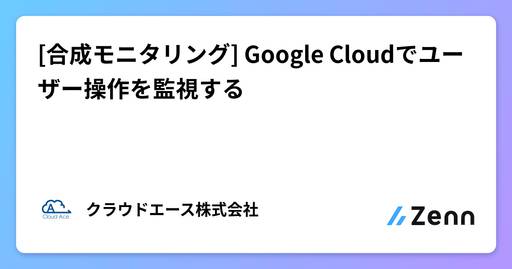 [合成モニタリング] Google Cloudでユー
ザー操作を監視する
Cloud Ace
クラウドエース株式会社
Zenn